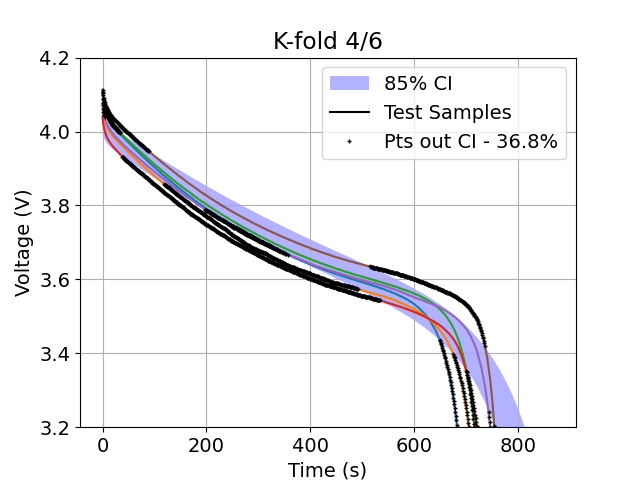 K-fold 4/6
4.2
4.0
3.8
3.6
3.4
3.2
Voltage (V)
85% CI
Test Samples
Pts out CI - 36.8%
0
200
400
600
800
Time (s)